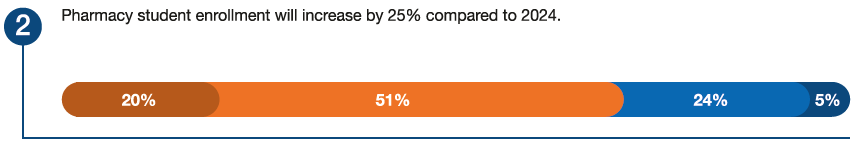 2
Pharmacy student enrollment will increase by 25% compared to 2024.
20% 51% 24% 5%